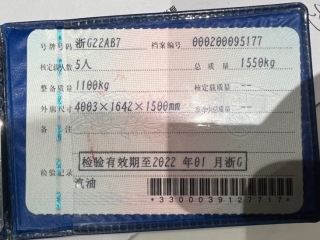 号牌号码 浙G22AB7 档案编号 000200095177
核定载人数 5人 总 质 量 1550kg
整备质量 1100kg 核定载质量 --
外廓尺寸 4003×1642×1500mm 准牵引总质量 --
备 注
检验有效期至2022 年01 月浙G
检验记录
汽油
*3300039127717*